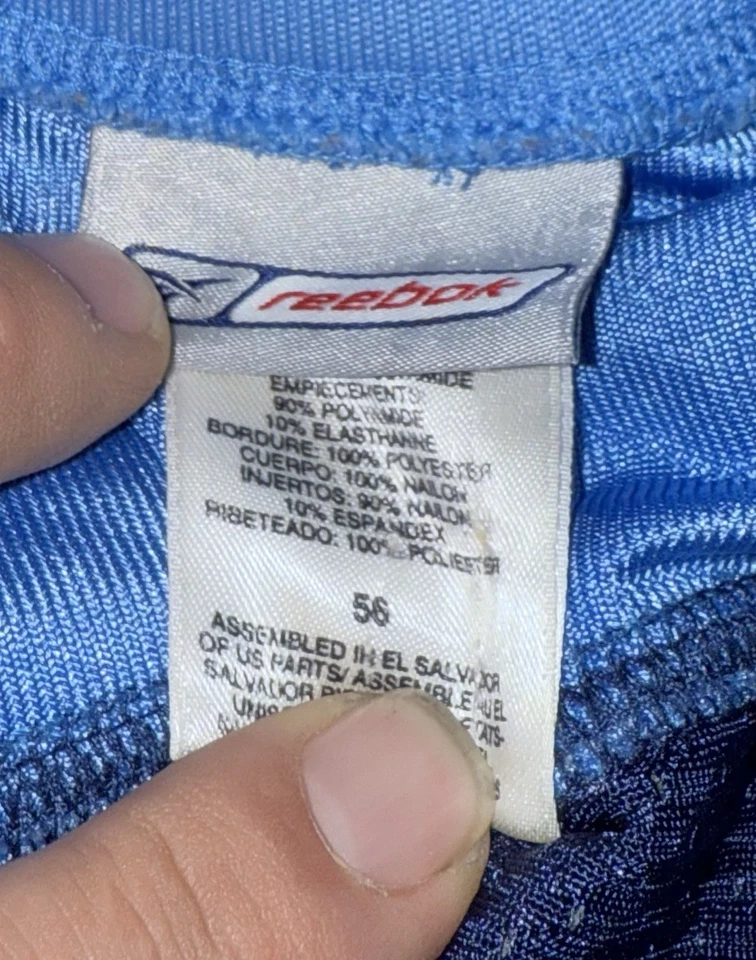 reebok
EMPIECEMENTS:
90% POLYAMIDE
10% ELASTHANNE
BORDURE: 100% POLYESTER
CUERPO: 100% NAILON
INJERTOS: 90% NAILON
10% ESPANDEX
RIBETEADO: 100% POLIESTER
56
ASSEMBLED IN EL SALVADOR
OF US PARTS/ASSEMBLE AU EL
SALVADOR